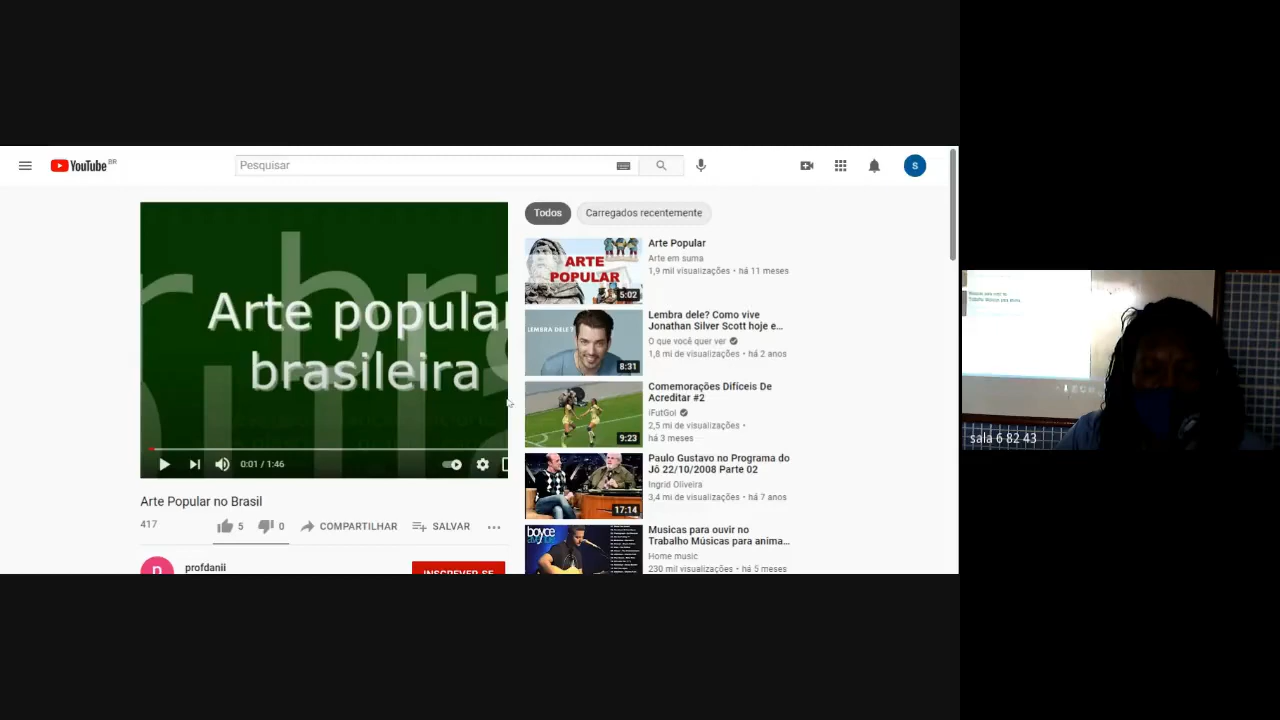 YouTube BR
Pesquisar
S
Arte popular
brasileira
0:01 / 1:46
Arte Popular no Brasil
417
5
0
COMPARTILHAR
SALVAR
profdanii
INSCREVER-SE
Todos
Carregados recentemente
ARTE
POPULAR
5:02
Arte Popular
Arte em suma
1,9 mil visualizações • há 11 meses
LEMBRA DELE?
8:31
Lembra dele? Como vive
Jonathan Silver Scott hoje e...
O que você quer ver
1,8 mi de visualizações • há 2 anos
9:23
Comemorações Difíceis De
Acreditar #2
iFutGol
2,5 mi de visualizações •
há 3 meses
17:14
Paulo Gustavo no Programa do
Jô 22/10/2008 Parte 02
Ingrid Oliveira
3,4 mi de visualizações • há 7 anos
boyce
Musicas para ouvir no
Trabalho Músicas para anima...
Home music
230 mil visualizações • há 5 meses
sala 6 82 43